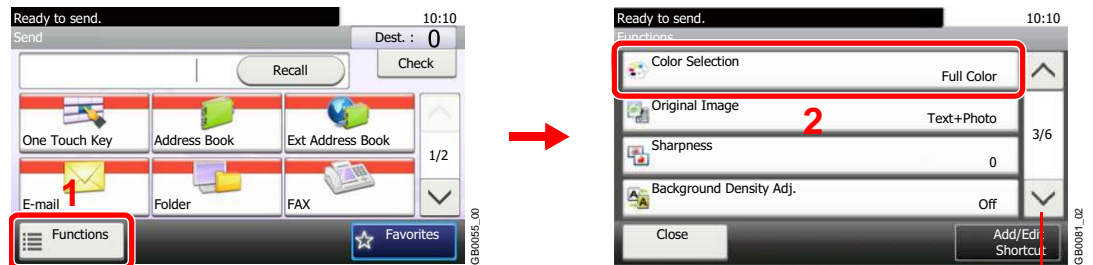 Ready to send.
10:10
Send
Dest. : 0
Recall
Check
One Touch Key
Address Book
Ext Address Book
1/2
E-mail
1
Folder
FAX
Functions
Favorites
GB0055_00
Ready to send.
10:10
Functions
Color Selection
Full Color
Original Image
Text+Photo
2
3/6
Sharpness
0
Background Density Adj.
Off
Close
Add/Edit
Shortcut
GB0081_02